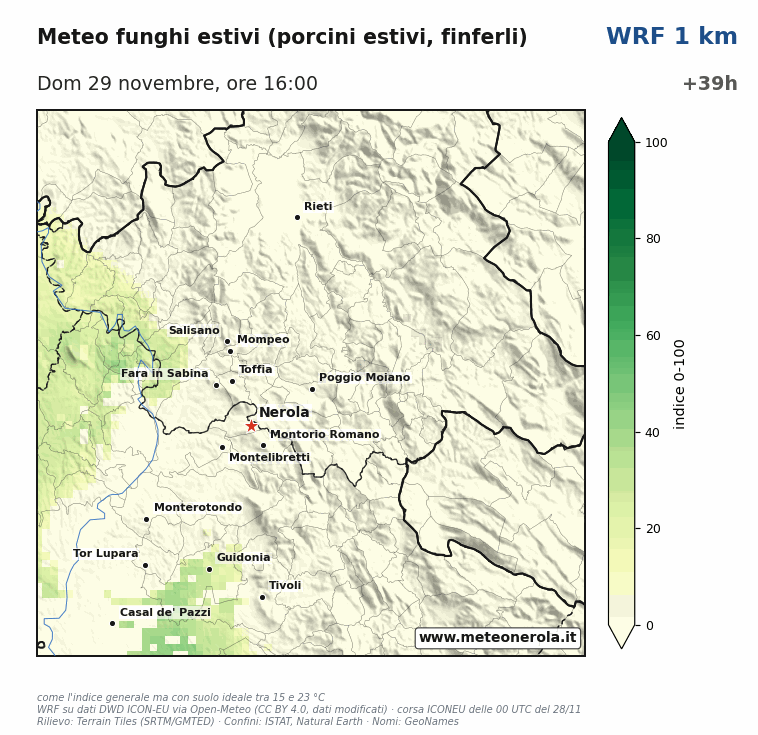 Meteo funghi estivi (porcini estivi, finferli)
WRF 1 km
Dom 29 novembre, ore 16:00
+39h
Rieti
Salisano
Mompeo
Fara in Sabina
Toffia
Poggio Moiano
Nerola
Montorio Romano
Montelibretti
Monterotondo
Tor Lupara
Guidonia
Tivoli
Casal de' Pazzi
www.meteonerola.it
100
80
60
40
20
0
indice 0-100
come l'indice generale ma con suolo ideale tra 15 e 23 °C
WRF su dati DWD ICON-EU via Open-Meteo (CC BY 4.0, dati modificati) · corsa ICONEU delle 00 UTC del 28/11
Rilievo: Terrain Tiles (SRTM/GMTED) · Confini: ISTAT, Natural Earth · Nomi: GeoNames